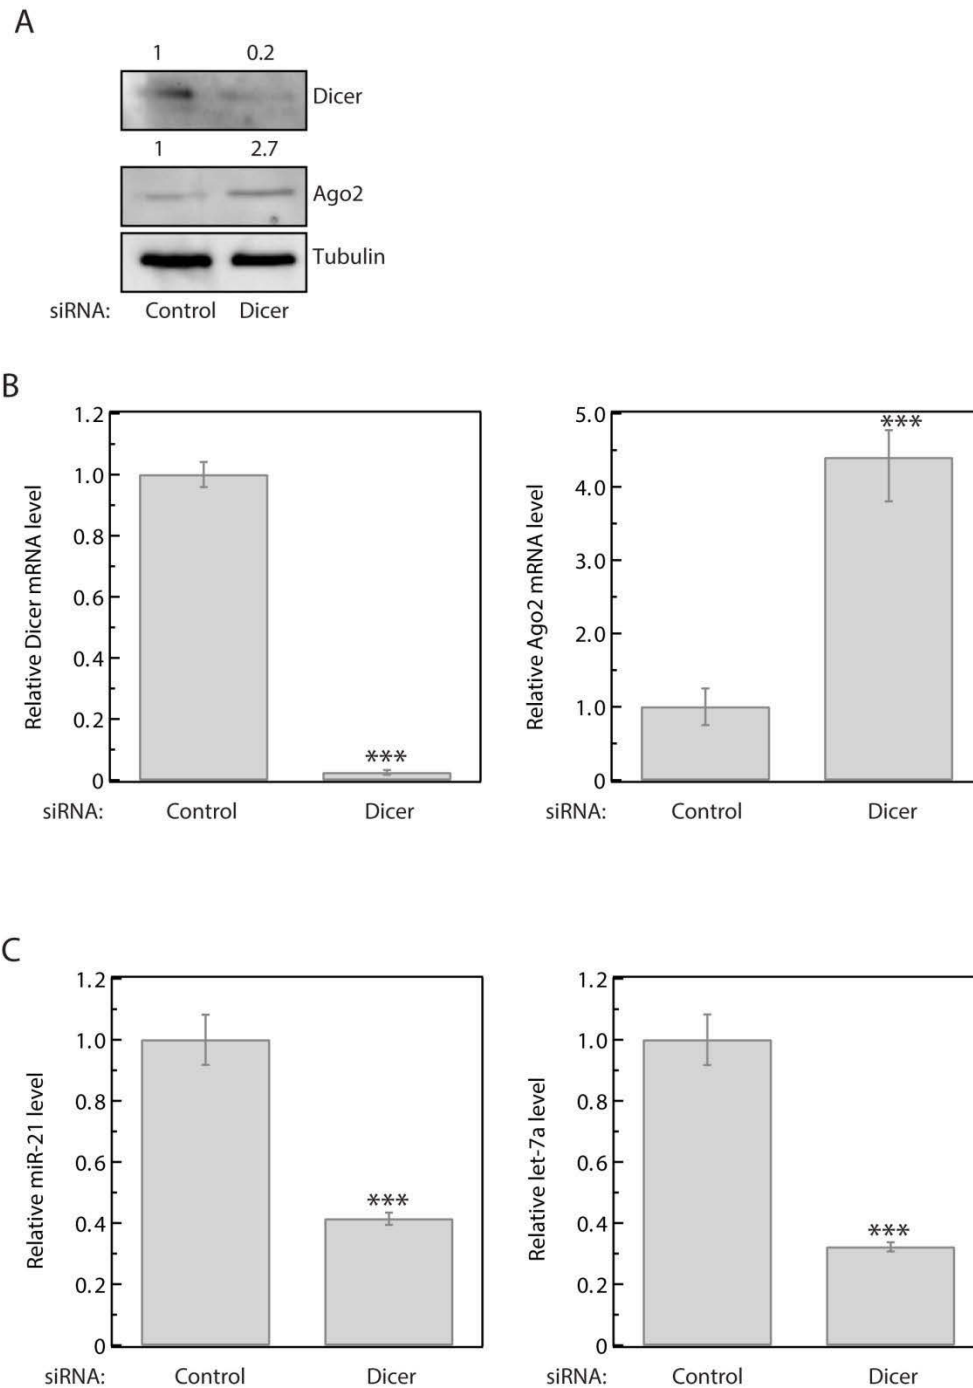 A
1 0.2
Dicer
1 2.7
Ago2
Tubulin
siRNA: Control Dicer
B
Relative Dicer mRNA level
1.2
1.0
0.8
0.6
0.4
0.2
0
***
siRNA: Control Dicer
Relative Ago2 mRNA level
5.0
4.0
3.0
2.0
1.0
0
***
siRNA: Control Dicer
C
Relative miR-21 level
1.2
1.0
0.8
0.6
0.4
0.2
0
***
siRNA: Control Dicer
Relative let-7a level
1.2
1.0
0.8
0.6
0.4
0.2
0
***
siRNA: Control Dicer